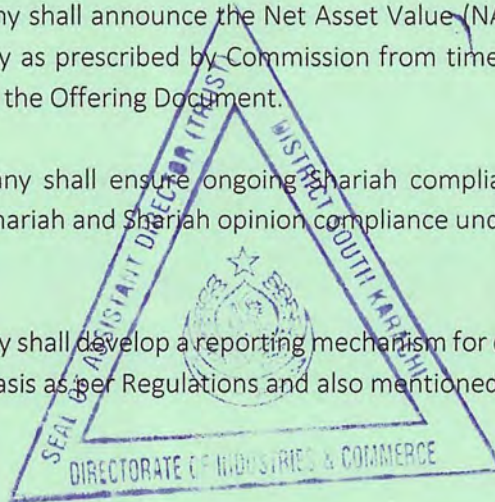 ny shall announce the Net Asset Value (NA
y as prescribed by Commission from time
the Offering Document.
any shall ensure ongoing Shariah complia
hariah and Shariah opinion compliance und
y shall develop a reporting mechanism for
asis as per Regulations and also mentioned
SEAL OF ASSISTANT DIRECTOR (TRUST)
DISTRICT SOUTH KARACHI
DIRECTORATE OF INDUSTRIES & COMMERCE